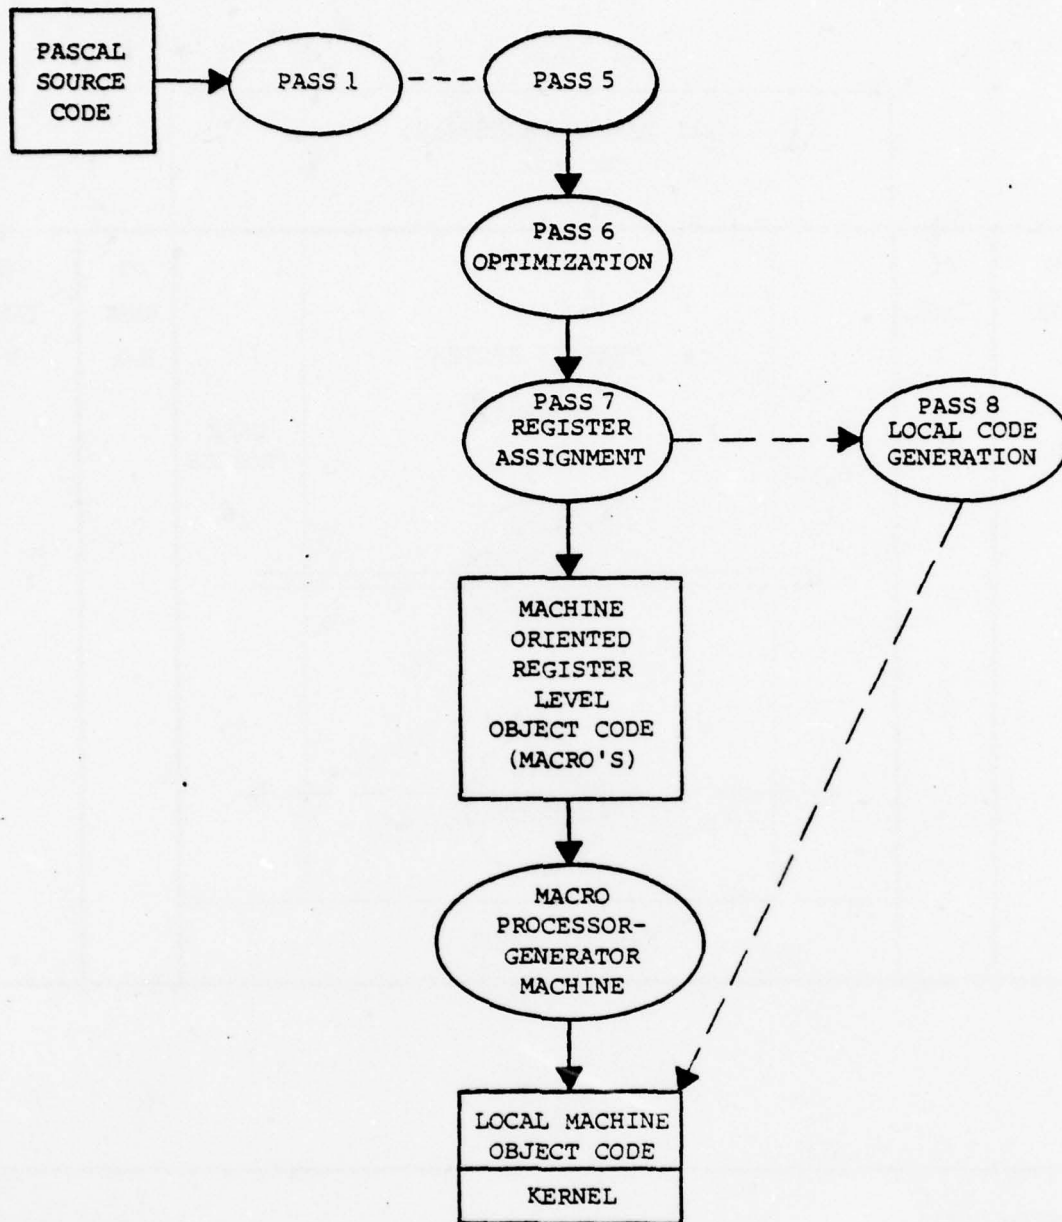 PASCAL
SOURCE
CODE
PASS 1
PASS 5
PASS 6
OPTIMIZATION
PASS 7
REGISTER
ASSIGNMENT
PASS 8
LOCAL CODE
GENERATION
MACHINE
ORIENTED
REGISTER
LEVEL
OBJECT CODE
(MACRO'S)
MACRO
PROCESSOR-
GENERATOR
MACHINE
LOCAL MACHINE
OBJECT CODE
KERNEL